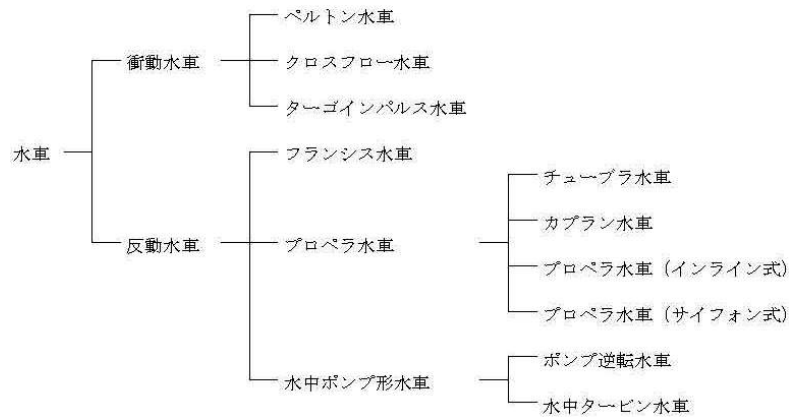 ペルトン水車
衝動水車
クロスフロー水車
ターゴインパルス水車
水車
フランシス水車
チューブラ水車
カプラン水車
反動水車
プロペラ水車
プロペラ水車（インライン式）
プロペラ水車（サイフォン式）
ポンプ逆転水車
水中ポンプ形水車
水中タービン水車